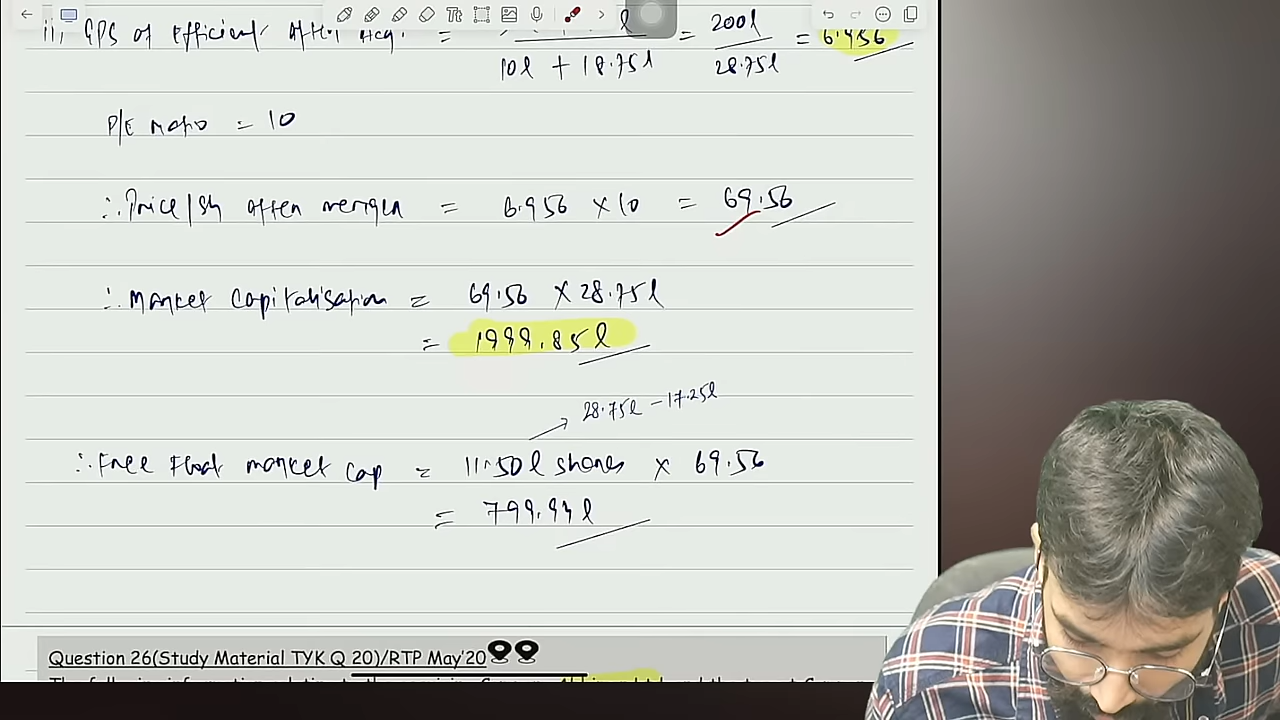 ii, EPS of Efficient after acq. = l = 200l = 6.956
10l + 18.75l 28.75l
P/E ratio = 10
∴ Price/sh after merger = 6.956 × 10 = 69.56
∴ Market Capitalisation = 69.56 × 28.75l
= 1999.85l
28.75l - 17.25l
∴ Free Float market cap = 11.50l shares × 69.56
= 799.94l
Question 26(Study Material TYK Q 20)/RTP May'20